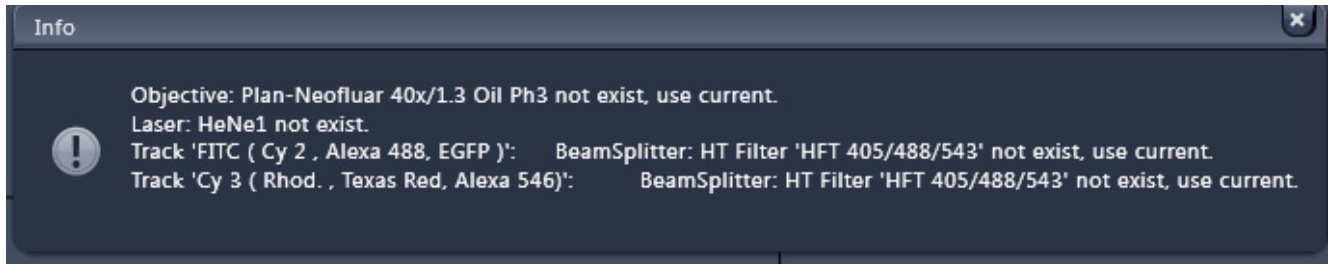 Info
Objective: Plan-Neofluar 40x/1.3 Oil Ph3 not exist, use current.
Laser: HeNe1 not exist.
Track 'FITC ( Cy 2 , Alexa 488, EGFP )': BeamSplitter: HT Filter 'HFT 405/488/543' not exist, use current.
Track 'Cy 3 ( Rhod. , Texas Red, Alexa 546)': BeamSplitter: HT Filter 'HFT 405/488/543' not exist, use current.